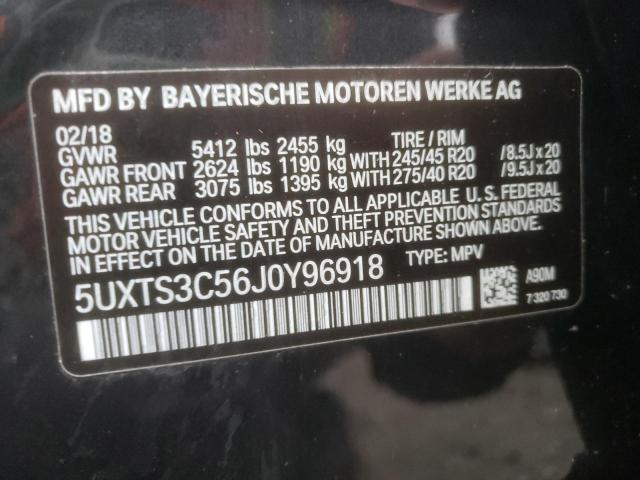 MFD BY BAYERISCHE MOTOREN WERKE AG
02/18 TIRE / RIM
GVWR 5412 lbs 2455 kg
GAWR FRONT 2624 lbs 1190 kg WITH 245/45 R20 /8.5J x 20
GAWR REAR 3075 lbs 1395 kg WITH 275/40 R20 /9.5J x 20
THIS VEHICLE CONFORMS TO ALL APPLICABLE U. S. FEDERAL
MOTOR VEHICLE SAFETY AND THEFT PREVENTION STANDARDS
IN EFFECT ON THE DATE OF MANUFACTURE SHOWN ABOVE.
5UXTS3C56J0Y96918 TYPE: MPV
A90M
7 320 730